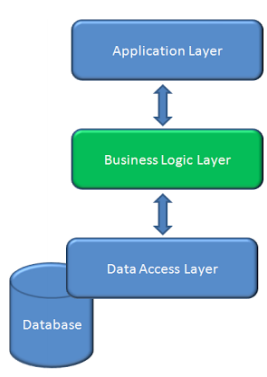 Application Layer
Business Logic Layer
Data Access Layer
Database